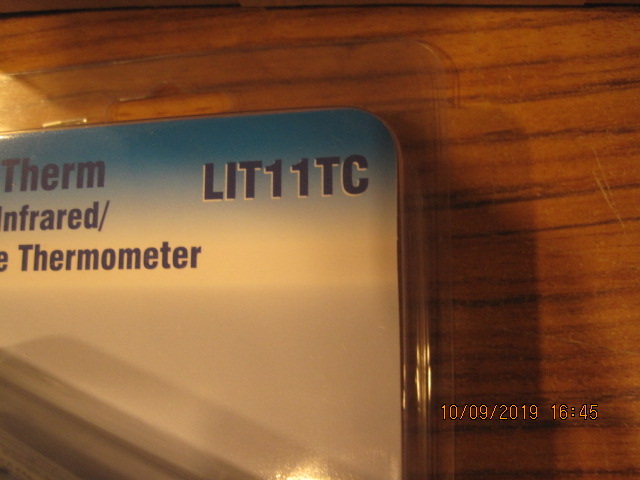 Therm
LIT11TC
Infrared/
e Thermometer
10/09/2019 16:45